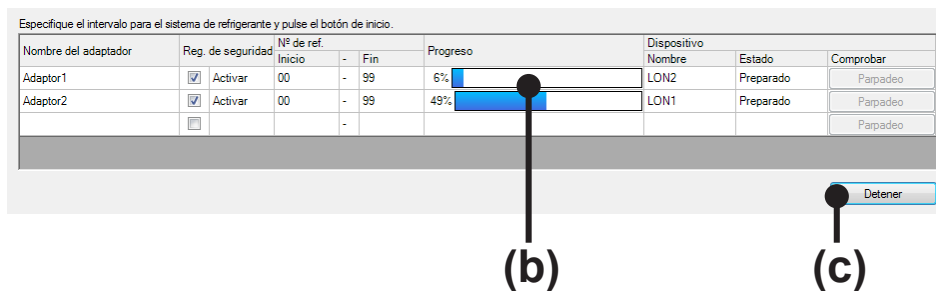 Especifique el intervalo para el sistema de refrigerante y pulse el botón de inicio.
Nombre del adaptador Reg. de seguridad Nº de ref. Progreso Dispositivo
Inicio - Fin Nombre Estado Comprobar
Adaptor1 Activar 00 - 99 6% LON2 Preparado Parpadeo
Adaptor2 Activar 00 - 99 49% LON1 Preparado Parpadeo
- Parpadeo
Detener
(b) (c)